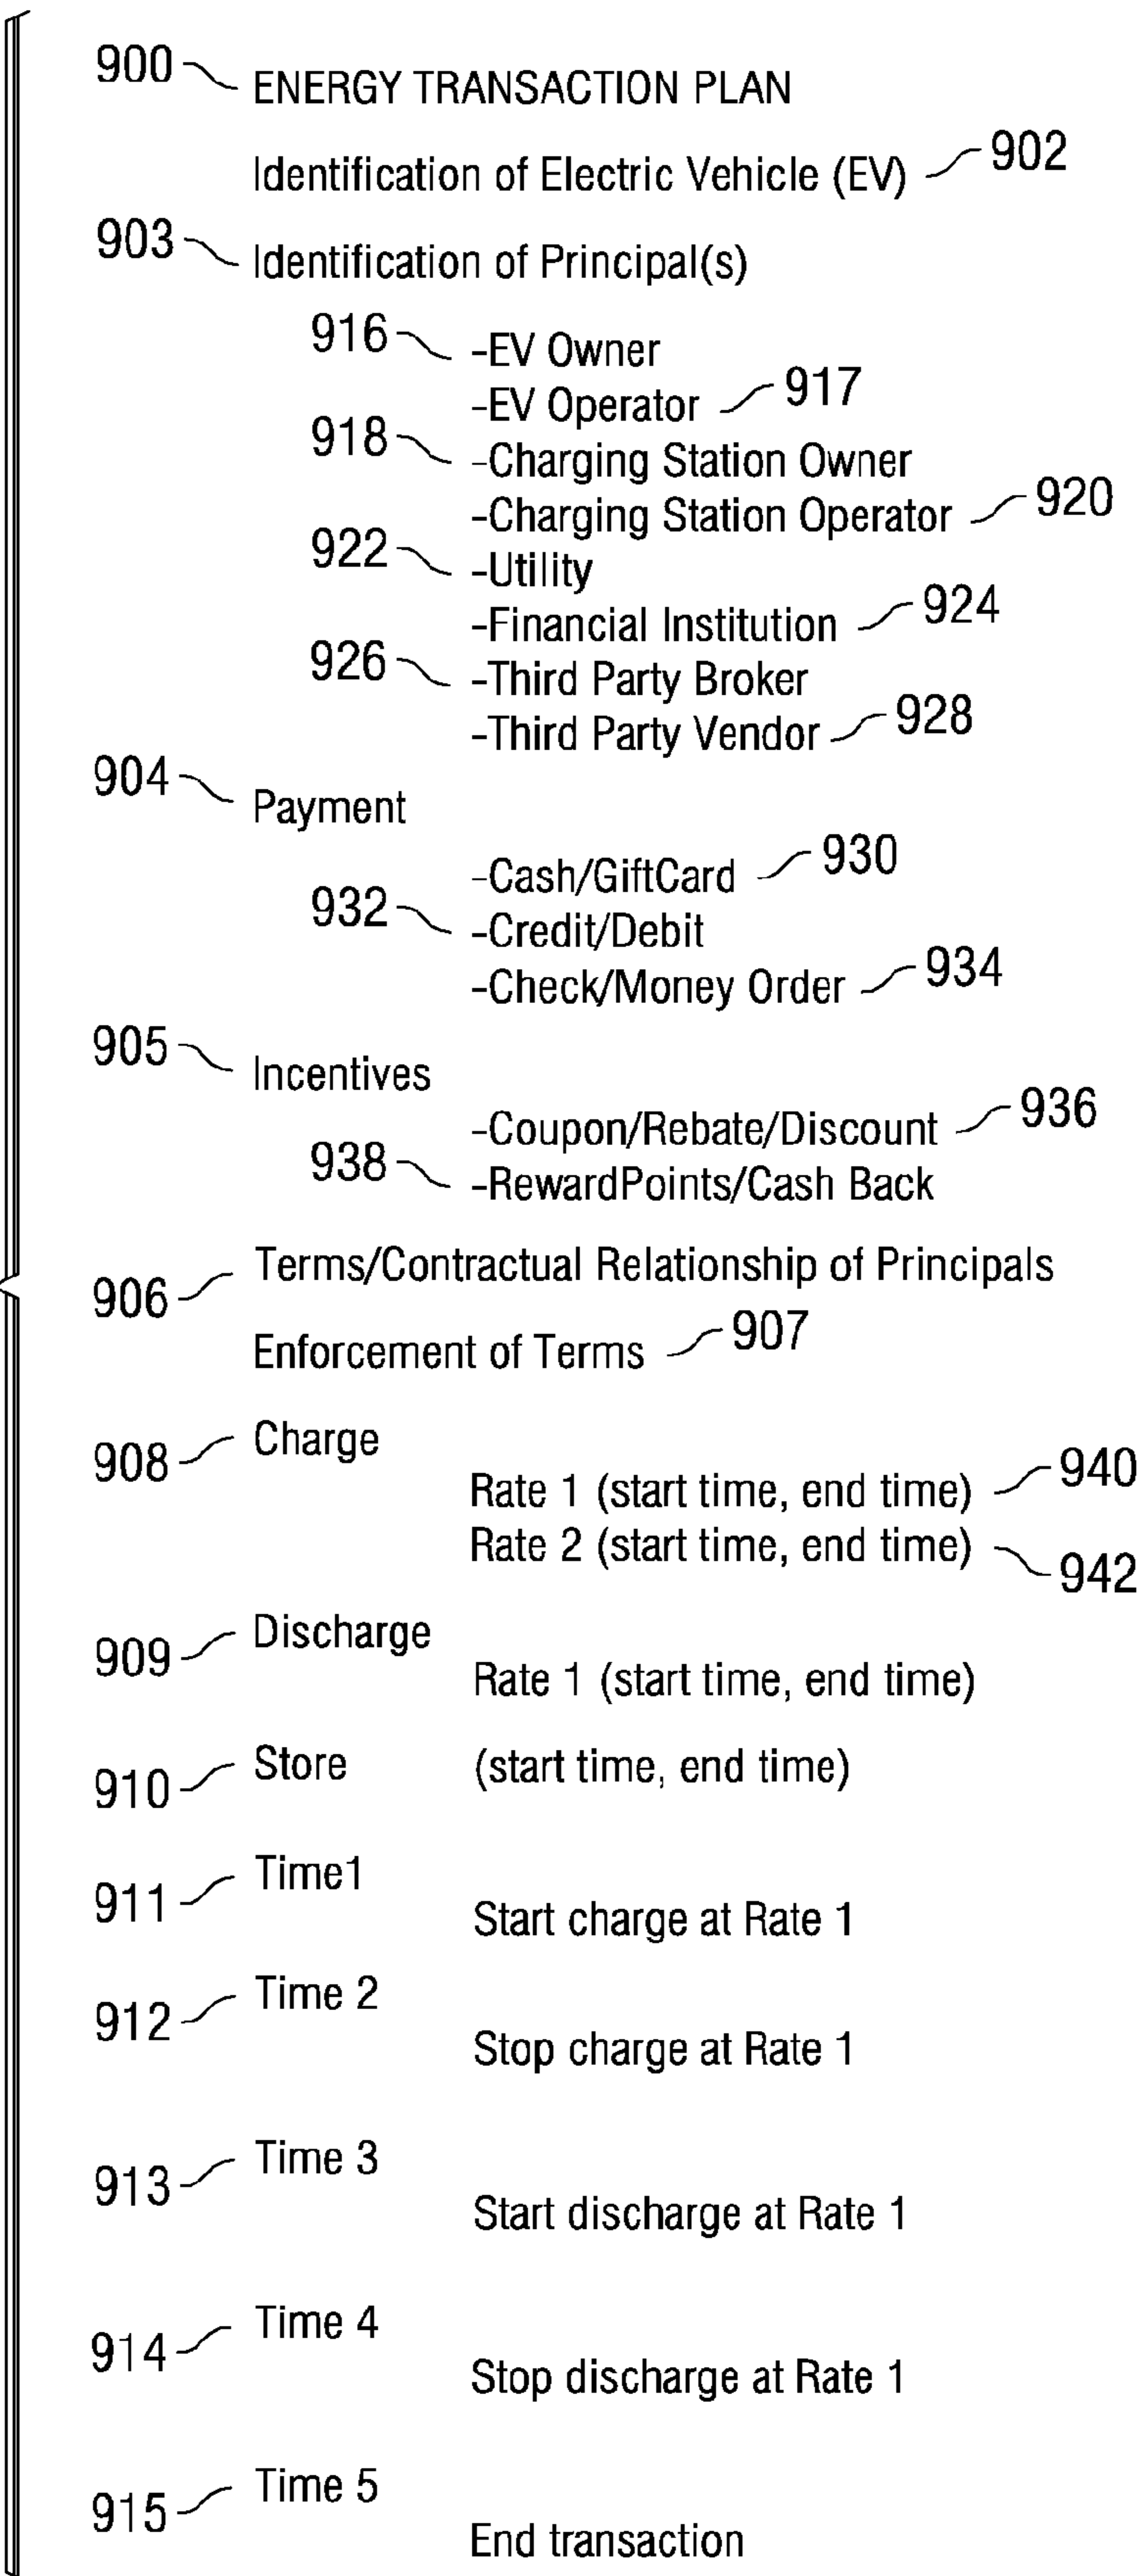 900 ENERGY TRANSACTION PLAN
Identification of Electric Vehicle (EV) 902
903 Identification of Principal(s)
916 -EV Owner
-EV Operator 917
918 -Charging Station Owner
-Charging Station Operator 920
922 -Utility
-Financial Institution 924
926 -Third Party Broker
-Third Party Vendor 928
904 Payment
-Cash/GiftCard 930
932 -Credit/Debit
-Check/Money Order 934
905 Incentives
-Coupon/Rebate/Discount 936
938 -RewardPoints/Cash Back
906 Terms/Contractual Relationship of Principals
Enforcement of Terms 907
908 Charge
Rate 1 (start time, end time) 940
Rate 2 (start time, end time) 942
909 Discharge
Rate 1 (start time, end time)
910 Store (start time, end time)
911 Time1
Start charge at Rate 1
912 Time 2
Stop charge at Rate 1
913 Time 3
Start discharge at Rate 1
914 Time 4
Stop discharge at Rate 1
915 Time 5
End transaction